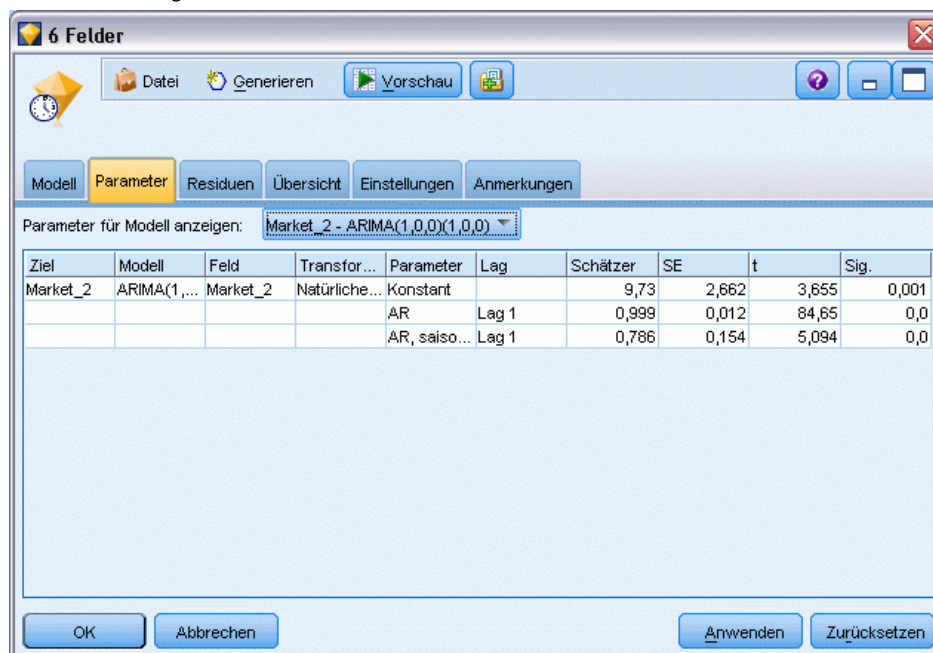 6 Felder
Datei Generieren Vorschau
Modell Parameter Residuen Übersicht Einstellungen Anmerkungen
Parameter für Modell anzeigen: Market_2 - ARIMA(1,0,0)(1,0,0)
Ziel Modell Feld Transfor... Parameter Lag Schätzer SE t Sig.
Market_2 ARIMA(1,... Market_2 Natürliche... Konstant 9,73 2,662 3,655 0,001
AR Lag 1 0,999 0,012 84,65 0,0
AR, saiso... Lag 1 0,786 0,154 5,094 0,0
OK Abbrechen Anwenden Zurücksetzen